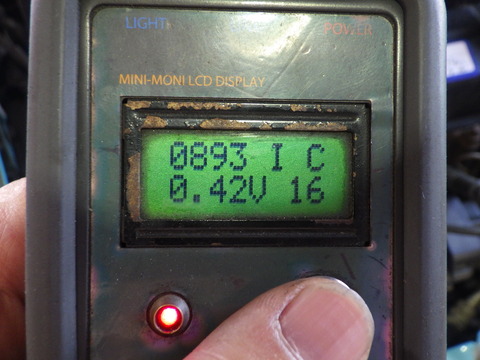 LIGHT POWER
MINI-MONI LCD DISPLAY
0893 I C
0.42V 16